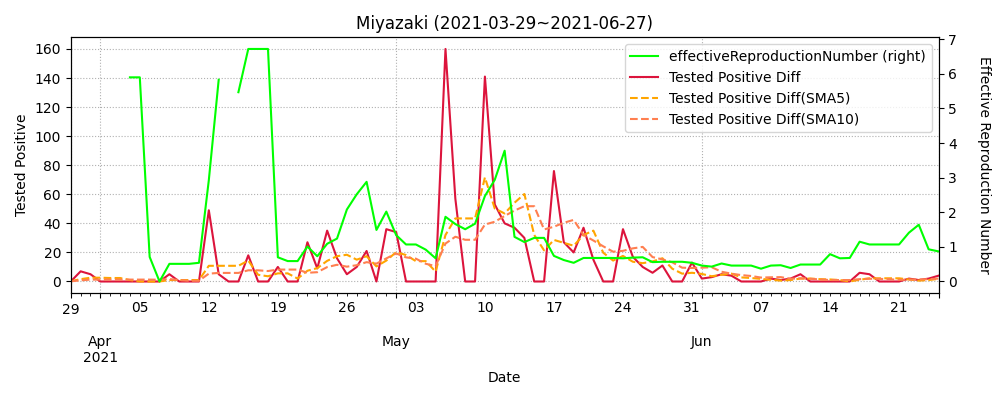 Miyazaki (2021-03-29~2021-06-27)
effectiveReproductionNumber (right)
Tested Positive Diff
Tested Positive Diff(SMA5)
Tested Positive Diff(SMA10)
Tested Positive
160
140
120
100
80
60
40
20
0
7
6
5
4
3
2
1
0
Effective Reproduction Number
29 05 12 19 26 03 10 17 24 31 07 14 21
Apr May Jun
2021
Date